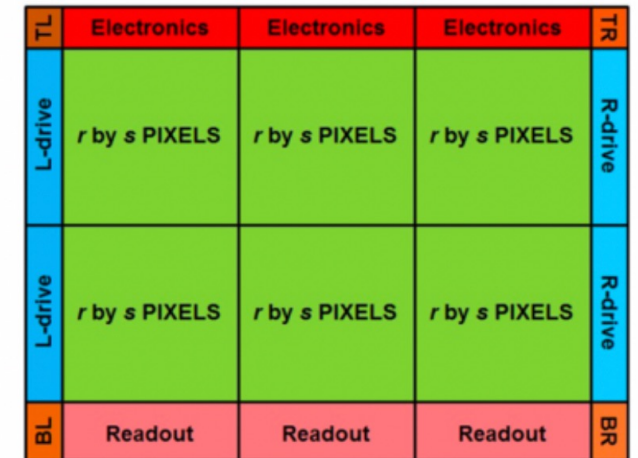 TL Electronics Electronics Electronics TR
L-drive r by s PIXELS r by s PIXELS r by s PIXELS R-drive
L-drive r by s PIXELS r by s PIXELS r by s PIXELS R-drive
BL Readout Readout Readout BR